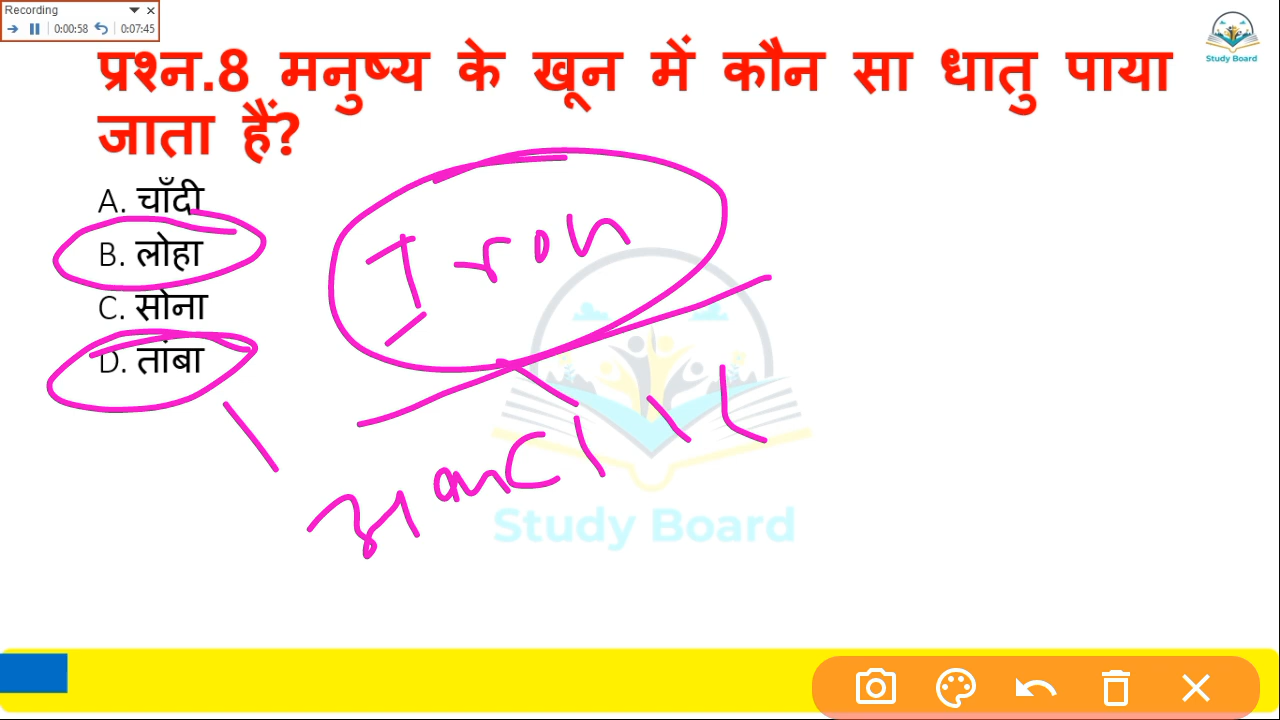 Recording
0:00:58 0:07:45
Study Board
प्रश्न.8 मनुष्य के खून में कौन सा धातु पाया
जाता हैं?
A. चाँदी
B. लोहा
C. सोना
D. तांबा
Iron
Study Board